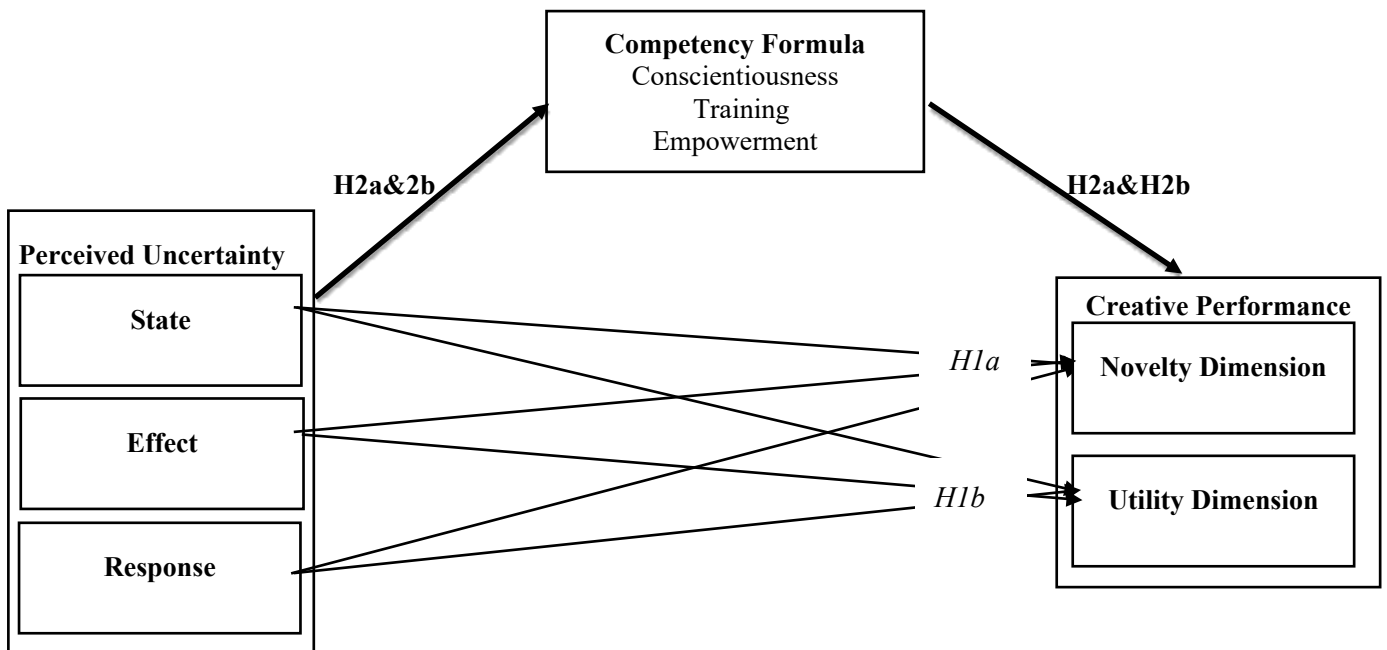 Competency Formula
Conscientiousness
Training
Empowerment
H2a&2b
H2a&H2b
Perceived Uncertainty
State
Effect
Response
H1a
H1b
Creative Performance
Novelty Dimension
Utility Dimension